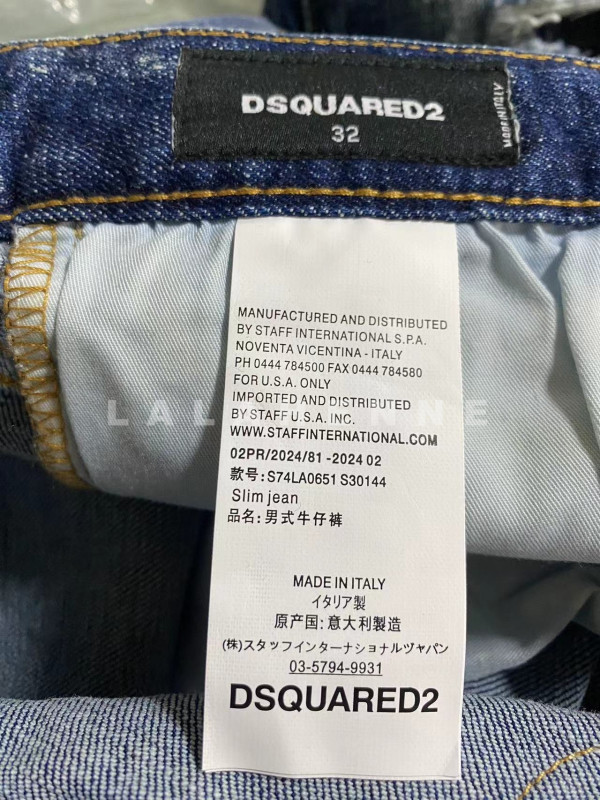 DSQUARED2
32
MADE IN ITALY
MANUFACTURED AND DISTRIBUTED
BY STAFF INTERNATIONAL S.P.A.
NOVENTA VICENTINA - ITALY
PH 0444 784500 FAX 0444 784580
FOR U.S.A. ONLY
IMPORTED AND DISTRIBUTED
BY STAFF U.S.A. INC.
WWW.STAFFINTERNATIONAL.COM
02PR/2024/81 -2024 02
款号: S74LA0651 S30144
Slim jean
品名: 男式牛仔裤
MADE IN ITALY
イタリア製
原产国: 意大利製造
(株)スタッフインターナショナルヅャパン
03-5794-9931
DSQUARED2